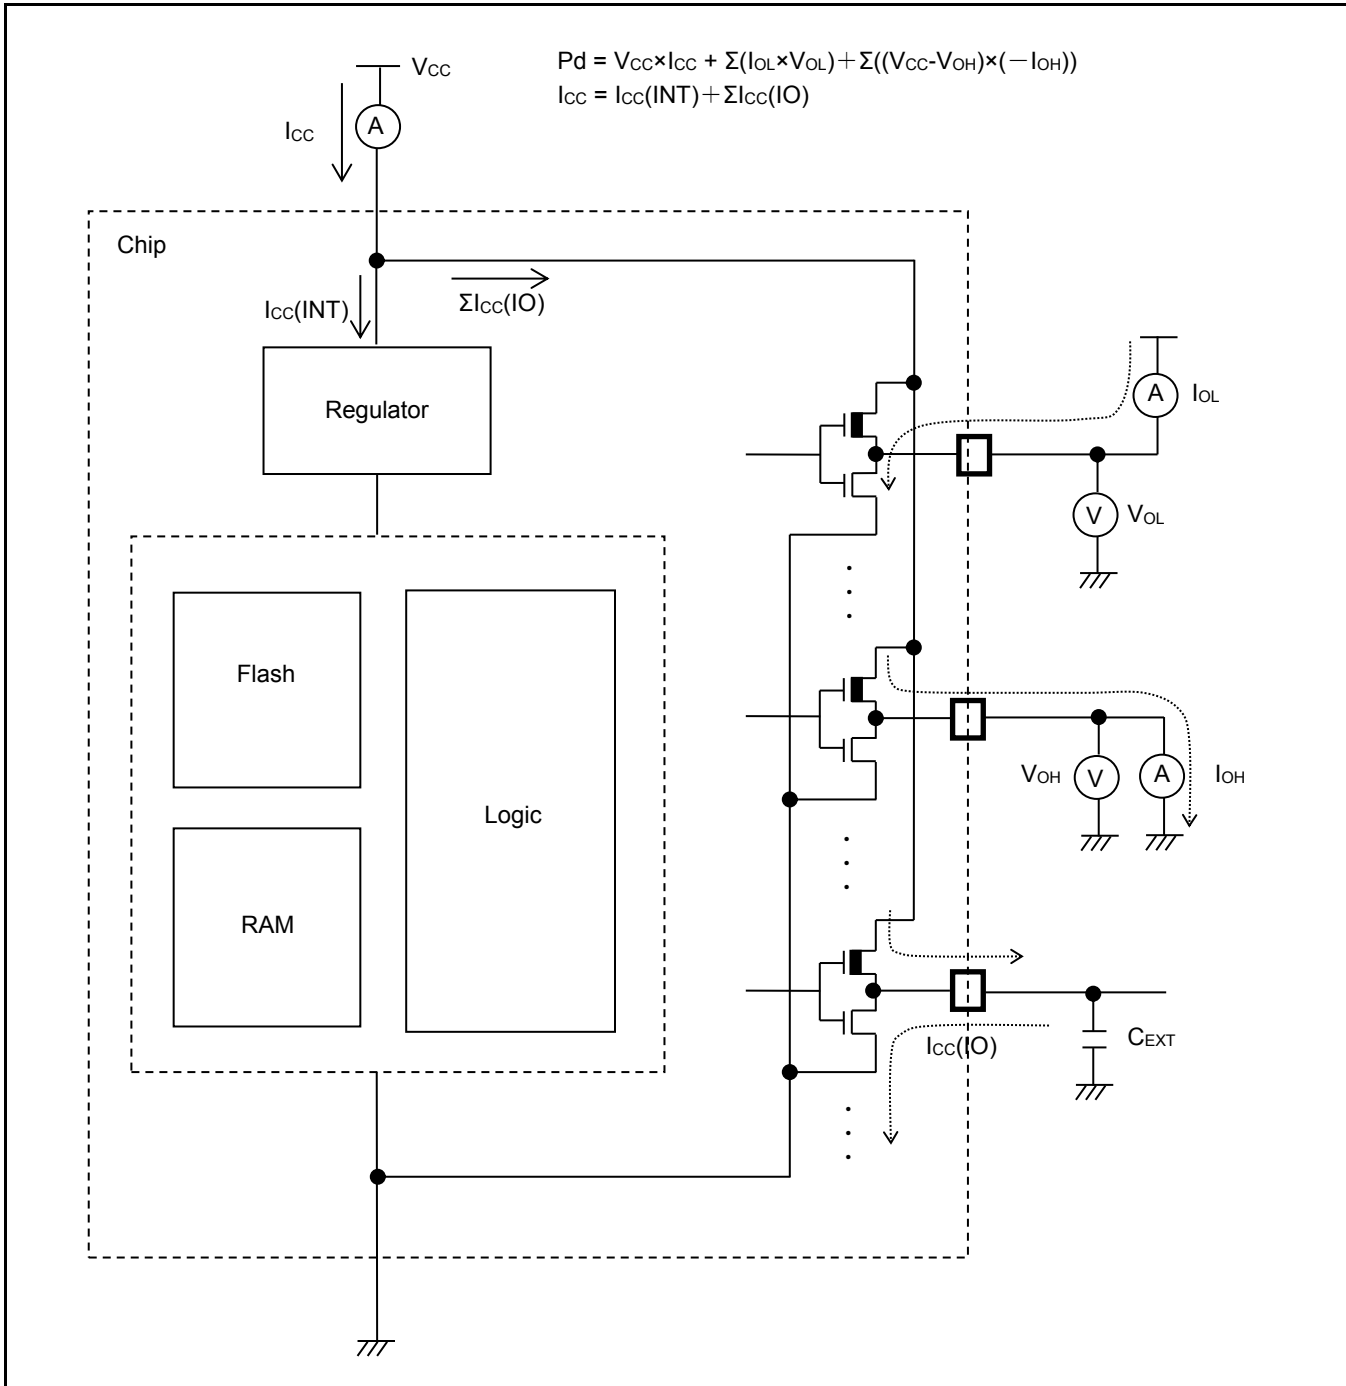 Pd = VCC×ICC + Σ(IOL×VOL)+Σ((VCC-VOH)×(-IOH))
ICC = ICC(INT)+ΣICC(IO)
VCC
ICC
A
Chip
ICC(INT)
ΣICC(IO)
Regulator
A
IOL
V
VOL
Flash
Logic
RAM
VOH
V
A
IOH
ICC(IO)
CEXT